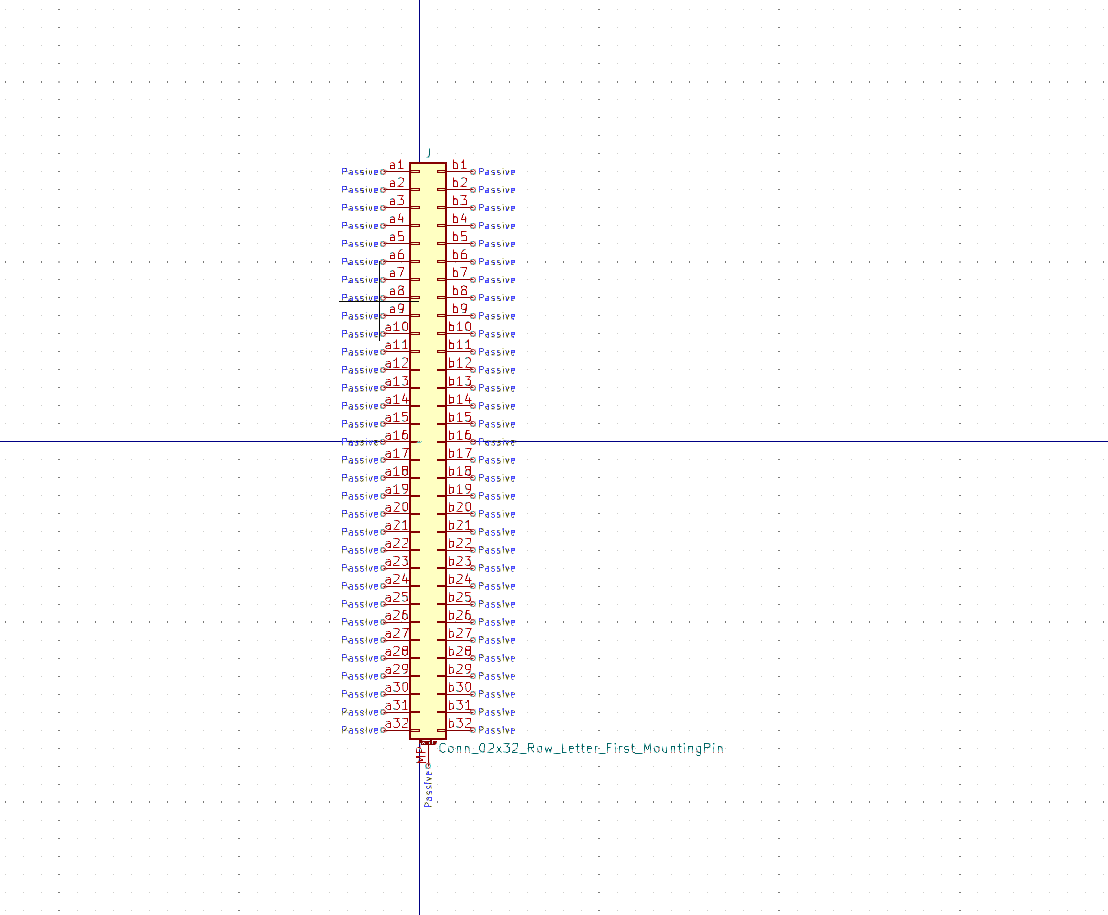 J
Passive a1 b1 Passive
Passive a2 b2 Passive
Passive a3 b3 Passive
Passive a4 b4 Passive
Passive a5 b5 Passive
Passive a6 b6 Passive
Passive a7 b7 Passive
Passive a8 b8 Passive
Passive a9 b9 Passive
Passive a10 b10 Passive
Passive a11 b11 Passive
Passive a12 b12 Passive
Passive a13 b13 Passive
Passive a14 b14 Passive
Passive a15 b15 Passive
Passive a16 b16 Passive
Passive a17 b17 Passive
Passive a18 b18 Passive
Passive a19 b19 Passive
Passive a20 b20 Passive
Passive a21 b21 Passive
Passive a22 b22 Passive
Passive a23 b23 Passive
Passive a24 b24 Passive
Passive a25 b25 Passive
Passive a26 b26 Passive
Passive a27 b27 Passive
Passive a28 b28 Passive
Passive a29 b29 Passive
Passive a30 b30 Passive
Passive a31 b31 Passive
Passive a32 b32 Passive
Conn_02x32_Row_Letter_First_MountingPin
MP
Passive